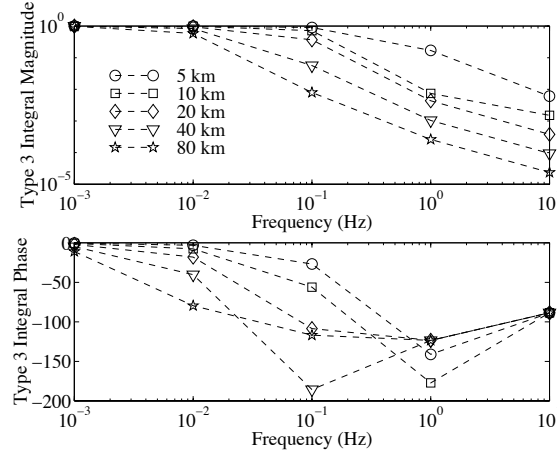 10^0
Type 3 Integral Magnitude
5 km
10 km
20 km
40 km
80 km
10^-5
10^-3 10^-2 10^-1 10^0 10
Frequency (Hz)
0
-50
-100
-150
-200
Type 3 Integral Phase
10^-3 10^-2 10^-1 10^0 10
Frequency (Hz)